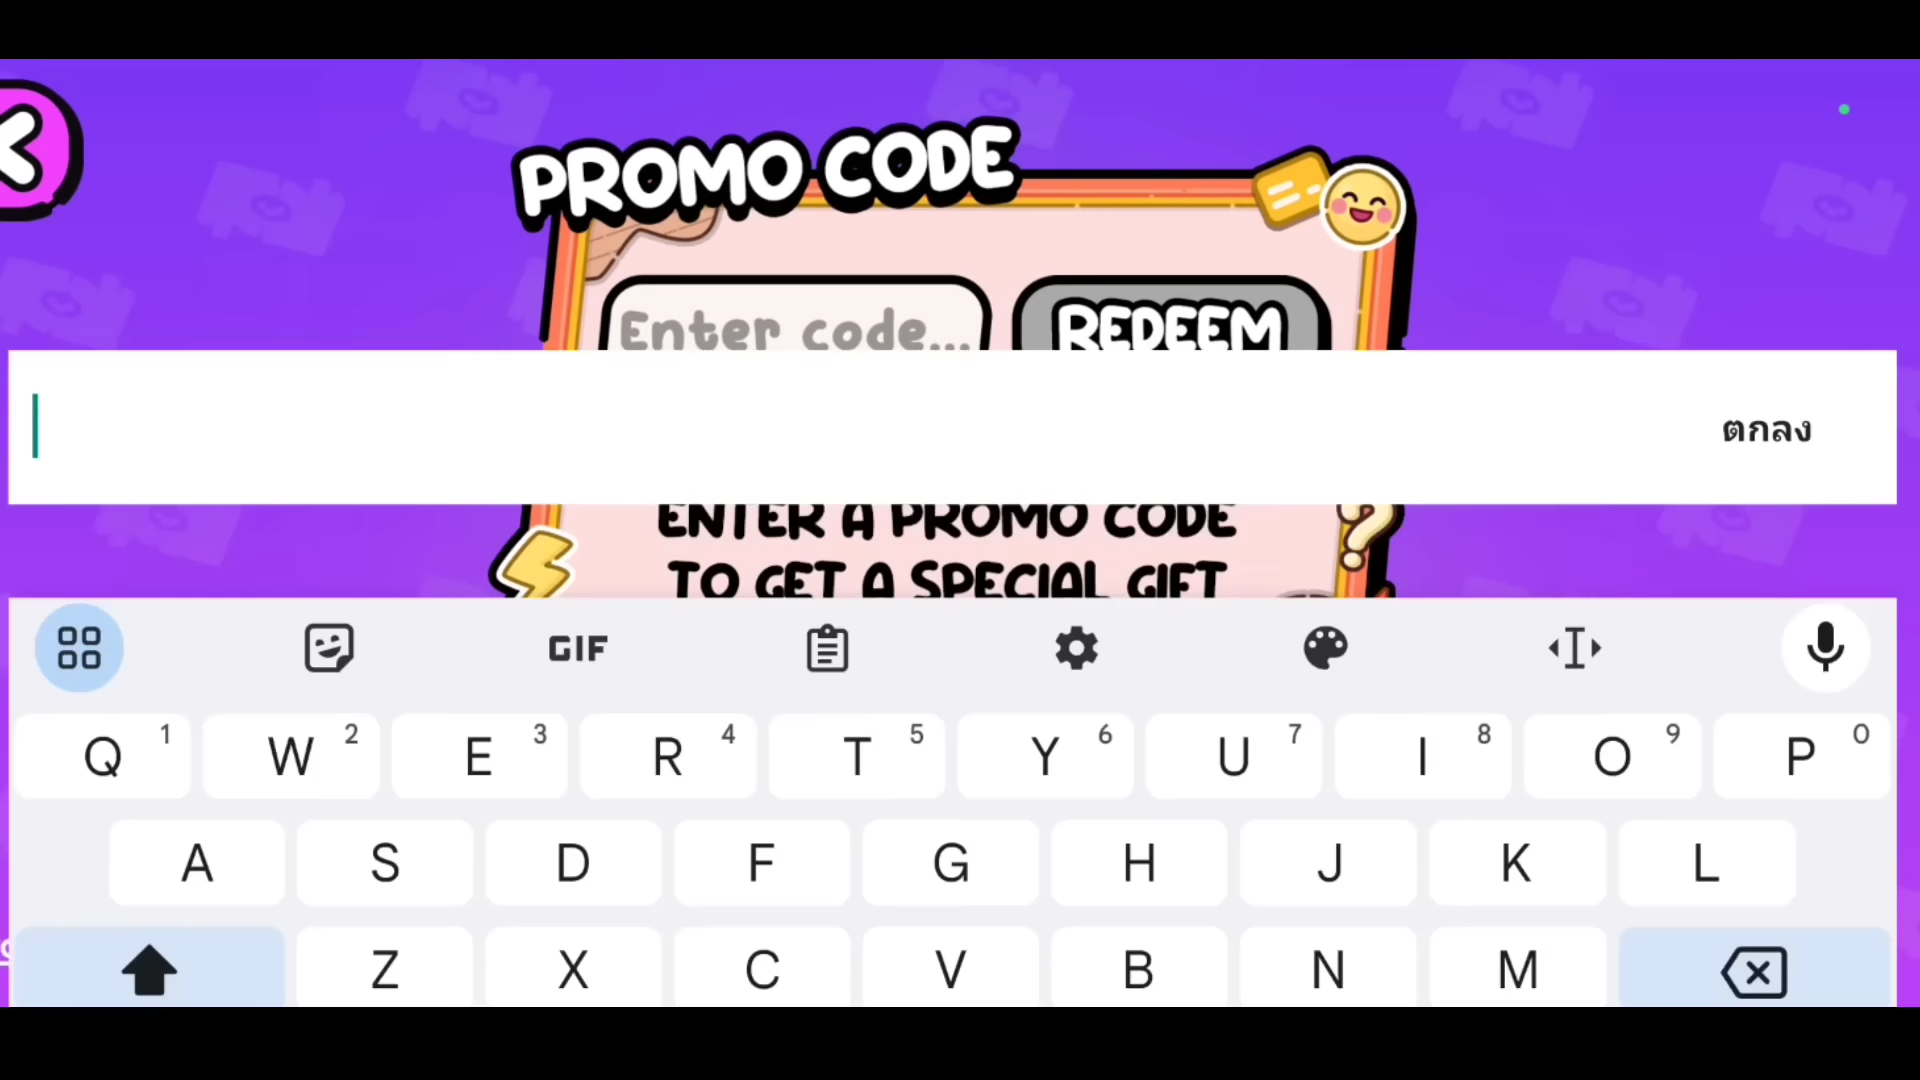 PROMO CODE
Enter code...
REDEEM
ตกลง
ENTER A PROMO CODE
TO GET A SPECIAL GIFT
GIF
Q 1 W 2 E 3 R 4 T 5 Y 6 U 7 I 8 O 9 P 0
A S D F G H J K L
Z X C V B N M